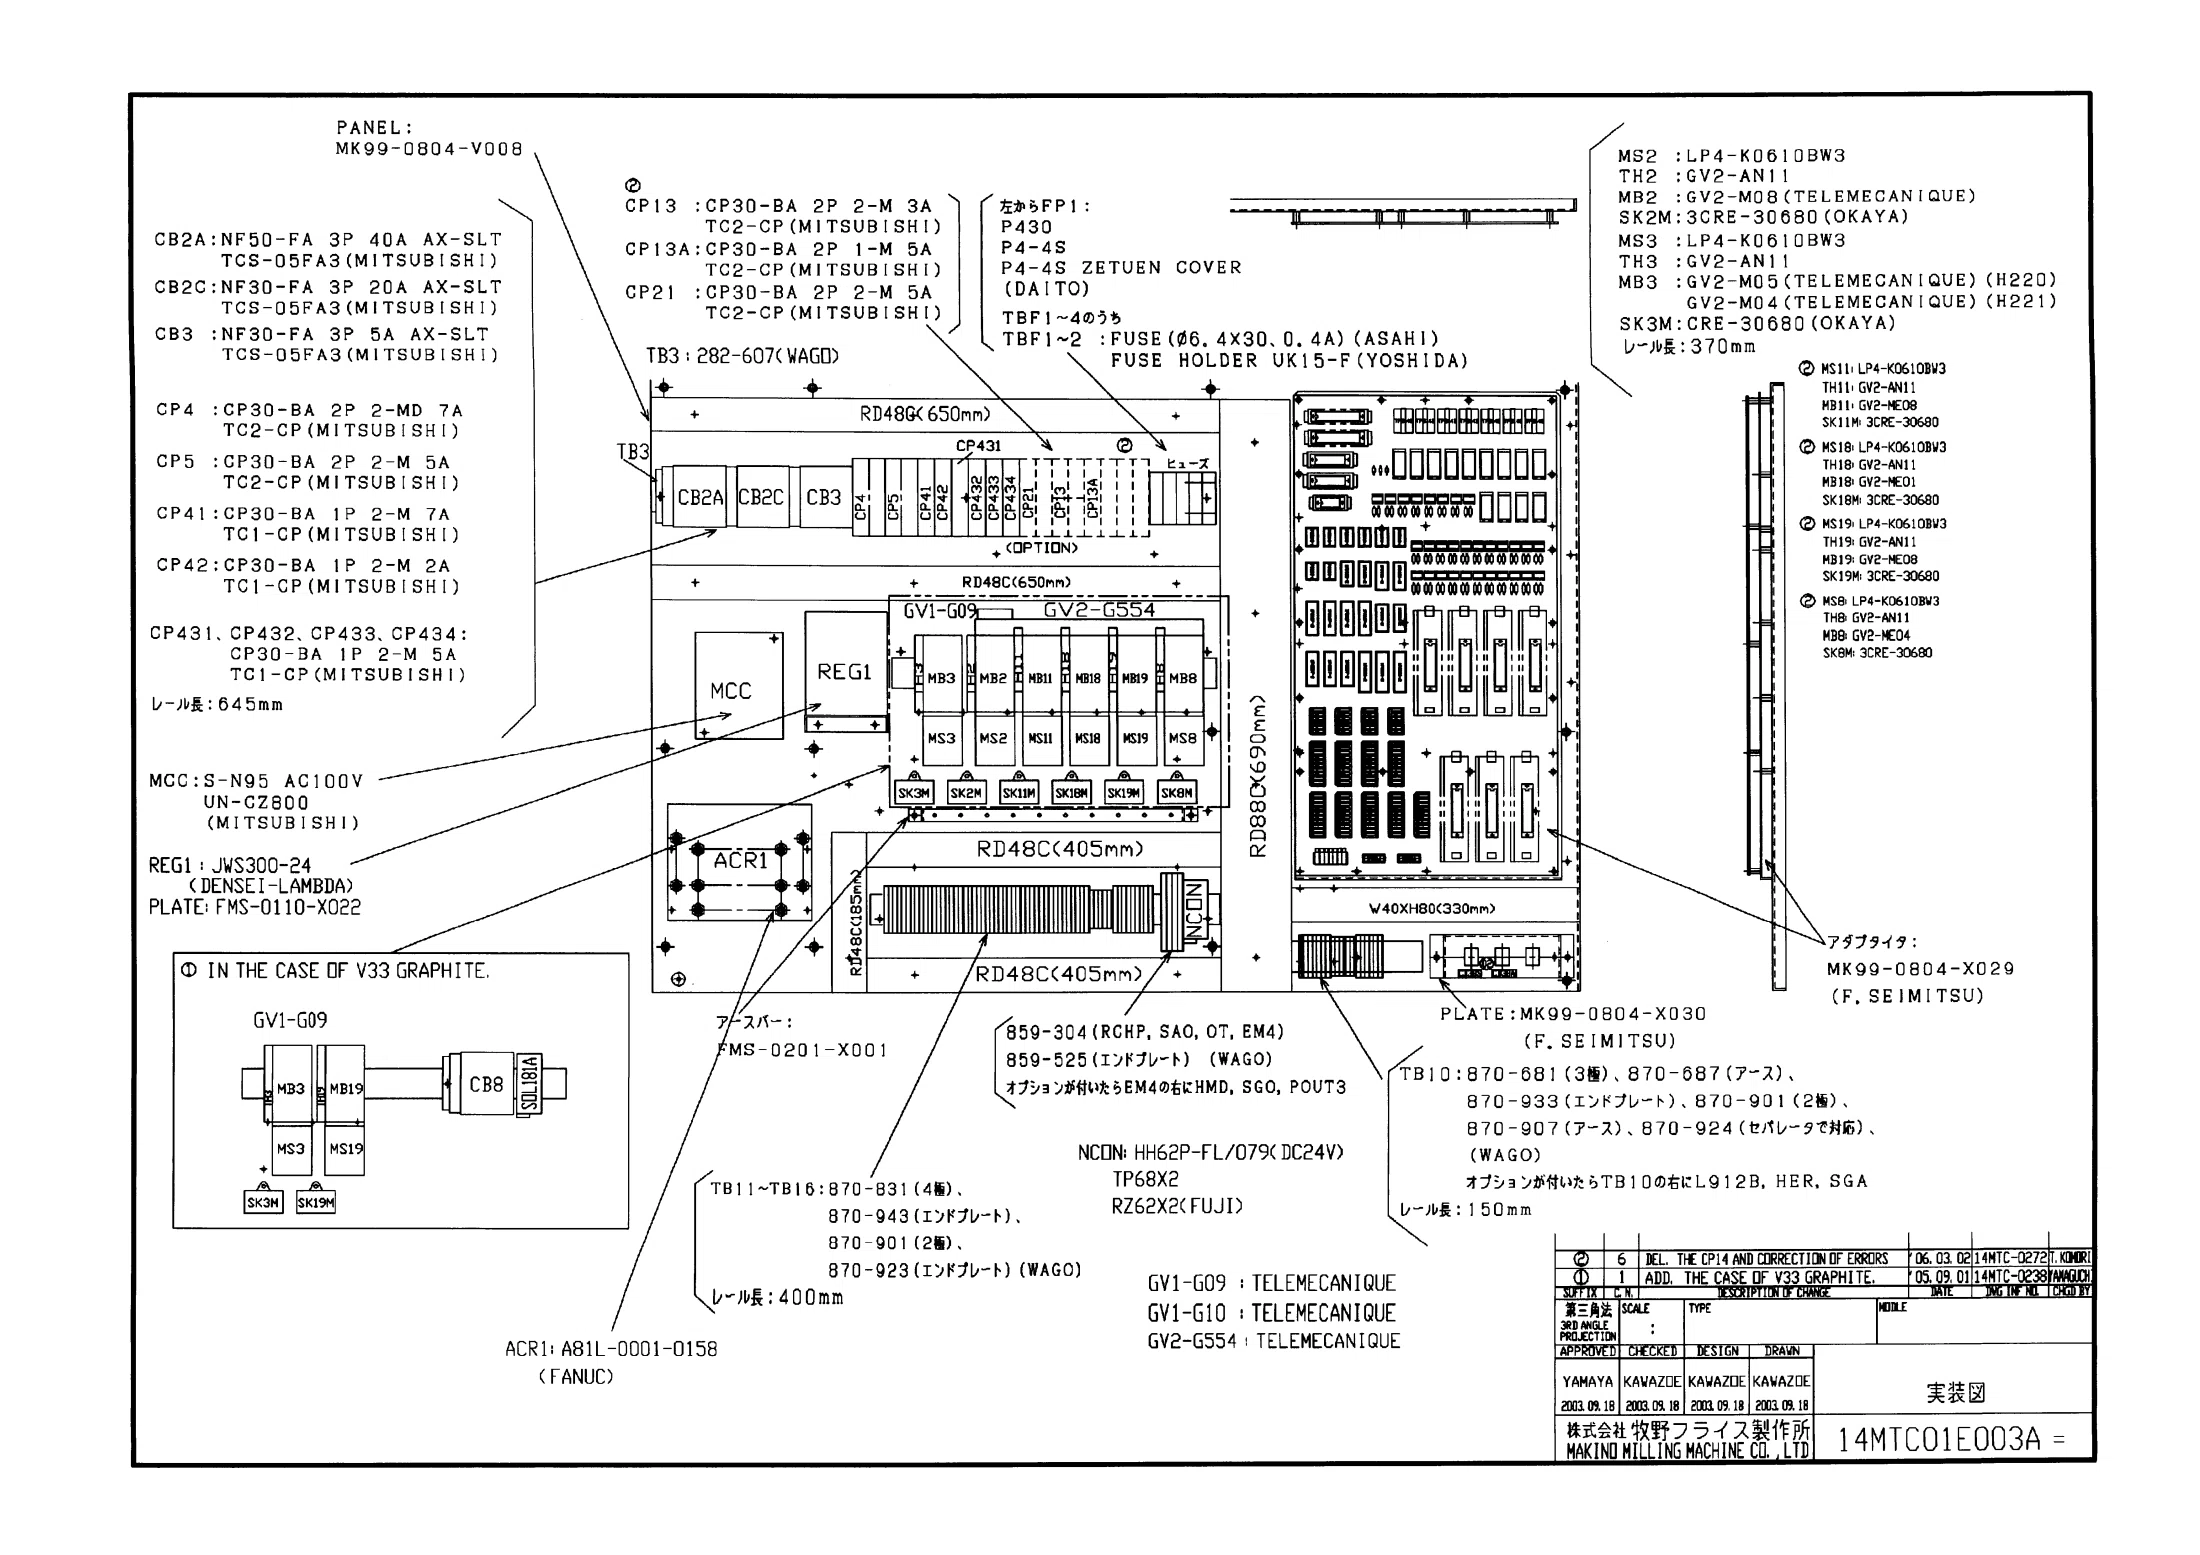 PANEL:
MK99-0804-V008
CB2A:NF50-FA 3P 40A AX-SLT
TCS-05FA3(MITSUBISHI)
CB2C:NF30-FA 3P 20A AX-SLT
TCS-05FA3(MITSUBISHI)
CB3 :NF30-FA 3P 5A AX-SLT
TCS-05FA3(MITSUBISHI)
CP4 :CP30-BA 2P 2-MD 7A
TC2-CP(MITSUBISHI)
CP5 :CP30-BA 2P 2-M 5A
TC2-CP(MITSUBISHI)
CP41:CP30-BA 1P 2-M 7A
TC1-CP(MITSUBISHI)
CP42:CP30-BA 1P 2-M 2A
TC1-CP(MITSUBISHI)
CP431、CP432、CP433、CP434:
CP30-BA 1P 2-M 5A
TC1-CP(MITSUBISHI)
レール長:645mm
MCC:S-N95 AC100V
UN-CZ800
(MITSUBISHI)
REG1:JWS300-24
(DENSEI-LAMBDA)
PLATE:FMS-0110-X022
②
CP13 :CP30-BA 2P 2-M 3A
TC2-CP(MITSUBISHI)
CP13A:CP30-BA 2P 1-M 5A
TC2-CP(MITSUBISHI)
CP21 :CP30-BA 2P 2-M 5A
TC2-CP(MITSUBISHI)
TB3:282-607(WAGO)
左からFP1:
P430
P4-4S
P4-4S ZETUEN COVER
(DAITO)
TBF1~4のうち
TBF1~2 :FUSE(Ø6.4X30、0.4A)(ASAHI)
FUSE HOLDER UK15-F(YOSHIDA)
MS2 :LP4-K0610BW3
TH2 :GV2-AN11
MB2 :GV2-M08(TELEMECANIQUE)
SK2M:3CRE-30680(OKAYA)
MS3 :LP4-K0610BW3
TH3 :GV2-AN11
MB3 :GV2-M05(TELEMECANIQUE)(H220)
GV2-M04(TELEMECANIQUE)(H221)
SK3M:CRE-30680(OKAYA)
レール長:370mm
② MS11:LP4-K0610BW3
TH11:GV2-AN11
MB11:GV2-ME08
SK11M:3CRE-30680
② MS18:LP4-K0610BW3
TH18:GV2-AN11
MB18:GV2-ME01
SK18M:3CRE-30680
② MS19:LP4-K0610BW3
TH19:GV2-AN11
MB19:GV2-ME08
SK19M:3CRE-30680
② MS8:LP4-K0610BW3
TH8:GV2-AN11
MB8:GV2-ME04
SK8M:3CRE-30680
RD48C(650mm)
TB3
CB2A
CB2C
CB3
CP4
CP5
CP41
CP42
CP431
CP432
CP433
CP434
CP21
CP13
CP13A
②
ヒューズ
(OPTION)
RD48C(650mm)
GV1-G09
GV2-G554
MCC
REG1
MB3
MB2
H11
MB11
H18
MB18
H19
MB19
H8
MB8
MS3
MS2
MS11
MS18
MS19
MS8
SK3M
SK2M
SK11M
SK18M
SK19M
SK8M
RD88C(690mm)
ACR1
RD48C(405mm)
RD48C(185mm)
NCON
RD48C(405mm)
W40XH80(330mm)
① IN THE CASE OF V33 GRAPHITE.
GV1-G09
MB3
MB19
CB8
SOL181A
MS3
MS19
SK3M
SK19M
アースバー:
FMS-0201-X001
859-304(RCHP, SAO, OT, EM4)
859-525(エンドプレート) (WAGO)
オプションが付いたらEM4の右にHMD, SGO, POUT3
アダプタイタ:
MK99-0804-X029
(F.SEIMITSU)
PLATE:MK99-0804-X030
(F.SEIMITSU)
TB10:870-681(3極)、870-687(アース)、
870-933(エンドプレート)、870-901(2極)、
870-907(アース)、870-924(セパレータで対応)、
(WAGO)
オプションが付いたらTB10の右にL912B, HER, SGA
レール長:150mm
NCON:HH62P-FL/079(DC24V)
TP68X2
RZ62X2(FUJI)
TB11~TB16:870-831(4極)、
870-943(エンドプレート)、
870-901(2極)、
870-923(エンドプレート)(WAGO)
レール長:400mm
ACR1:A81L-0001-0158
(FANUC)
GV1-G09 :TELEMECANIQUE
GV1-G10 :TELEMECANIQUE
GV2-G554:TELEMECANIQUE
② 6 DEL. THE CP14 AND CORRECTION OF ERRORS '06.03.02 14MTC-0272 T.KOMORI
① 1 ADD. THE CASE OF V33 GRAPHITE. '05.09.01 14MTC-0238
SUFFIX C.N. DESCRIPTION OF CHANGE DATE DWG INF NO. CHGD BY
第三角法 SCALE TYPE
3RD ANGLE :
PROJECTION
APPROVED CHECKED DESIGN DRAWN
YAMAYA KAWAZOE KAWAZOE KAWAZOE
2003.09.18 2003.09.18 2003.09.18 2003.09.18
実装図
株式会社 牧野フライス製作所
MAKINO MILLING MACHINE CO.,LTD
14MTC01E003A =